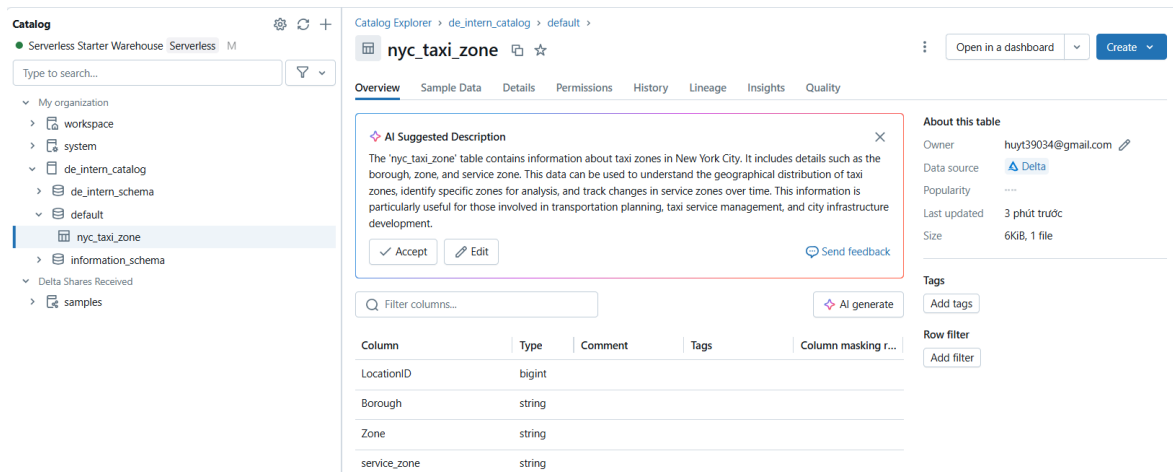 Catalog
Serverless Starter Warehouse Serverless M
Type to search...
My organization
workspace
system
de_intern_catalog
de_intern_schema
default
nyc_taxi_zone
information_schema
Delta Shares Received
samples
Catalog Explorer > de_intern_catalog > default >
nyc_taxi_zone
Open in a dashboard
Create
Overview Sample Data Details Permissions History Lineage Insights Quality
AI Suggested Description
The 'nyc_taxi_zone' table contains information about taxi zones in New York City. It includes details such as the
borough, zone, and service zone. This data can be used to understand the geographical distribution of taxi
zones, identify specific zones for analysis, and track changes in service zones over time. This information is
particularly useful for those involved in transportation planning, taxi service management, and city infrastructure
development.
Accept Edit Send feedback
Filter columns... AI generate
Column Type Comment Tags Column masking r...
LocationID bigint
Borough string
Zone string
service_zone string
About this table
Owner huyt39034@gmail.com
Data source Delta
Popularity
Last updated 3 phút trước
Size 6KiB, 1 file
Tags
Add tags
Row filter
Add filter